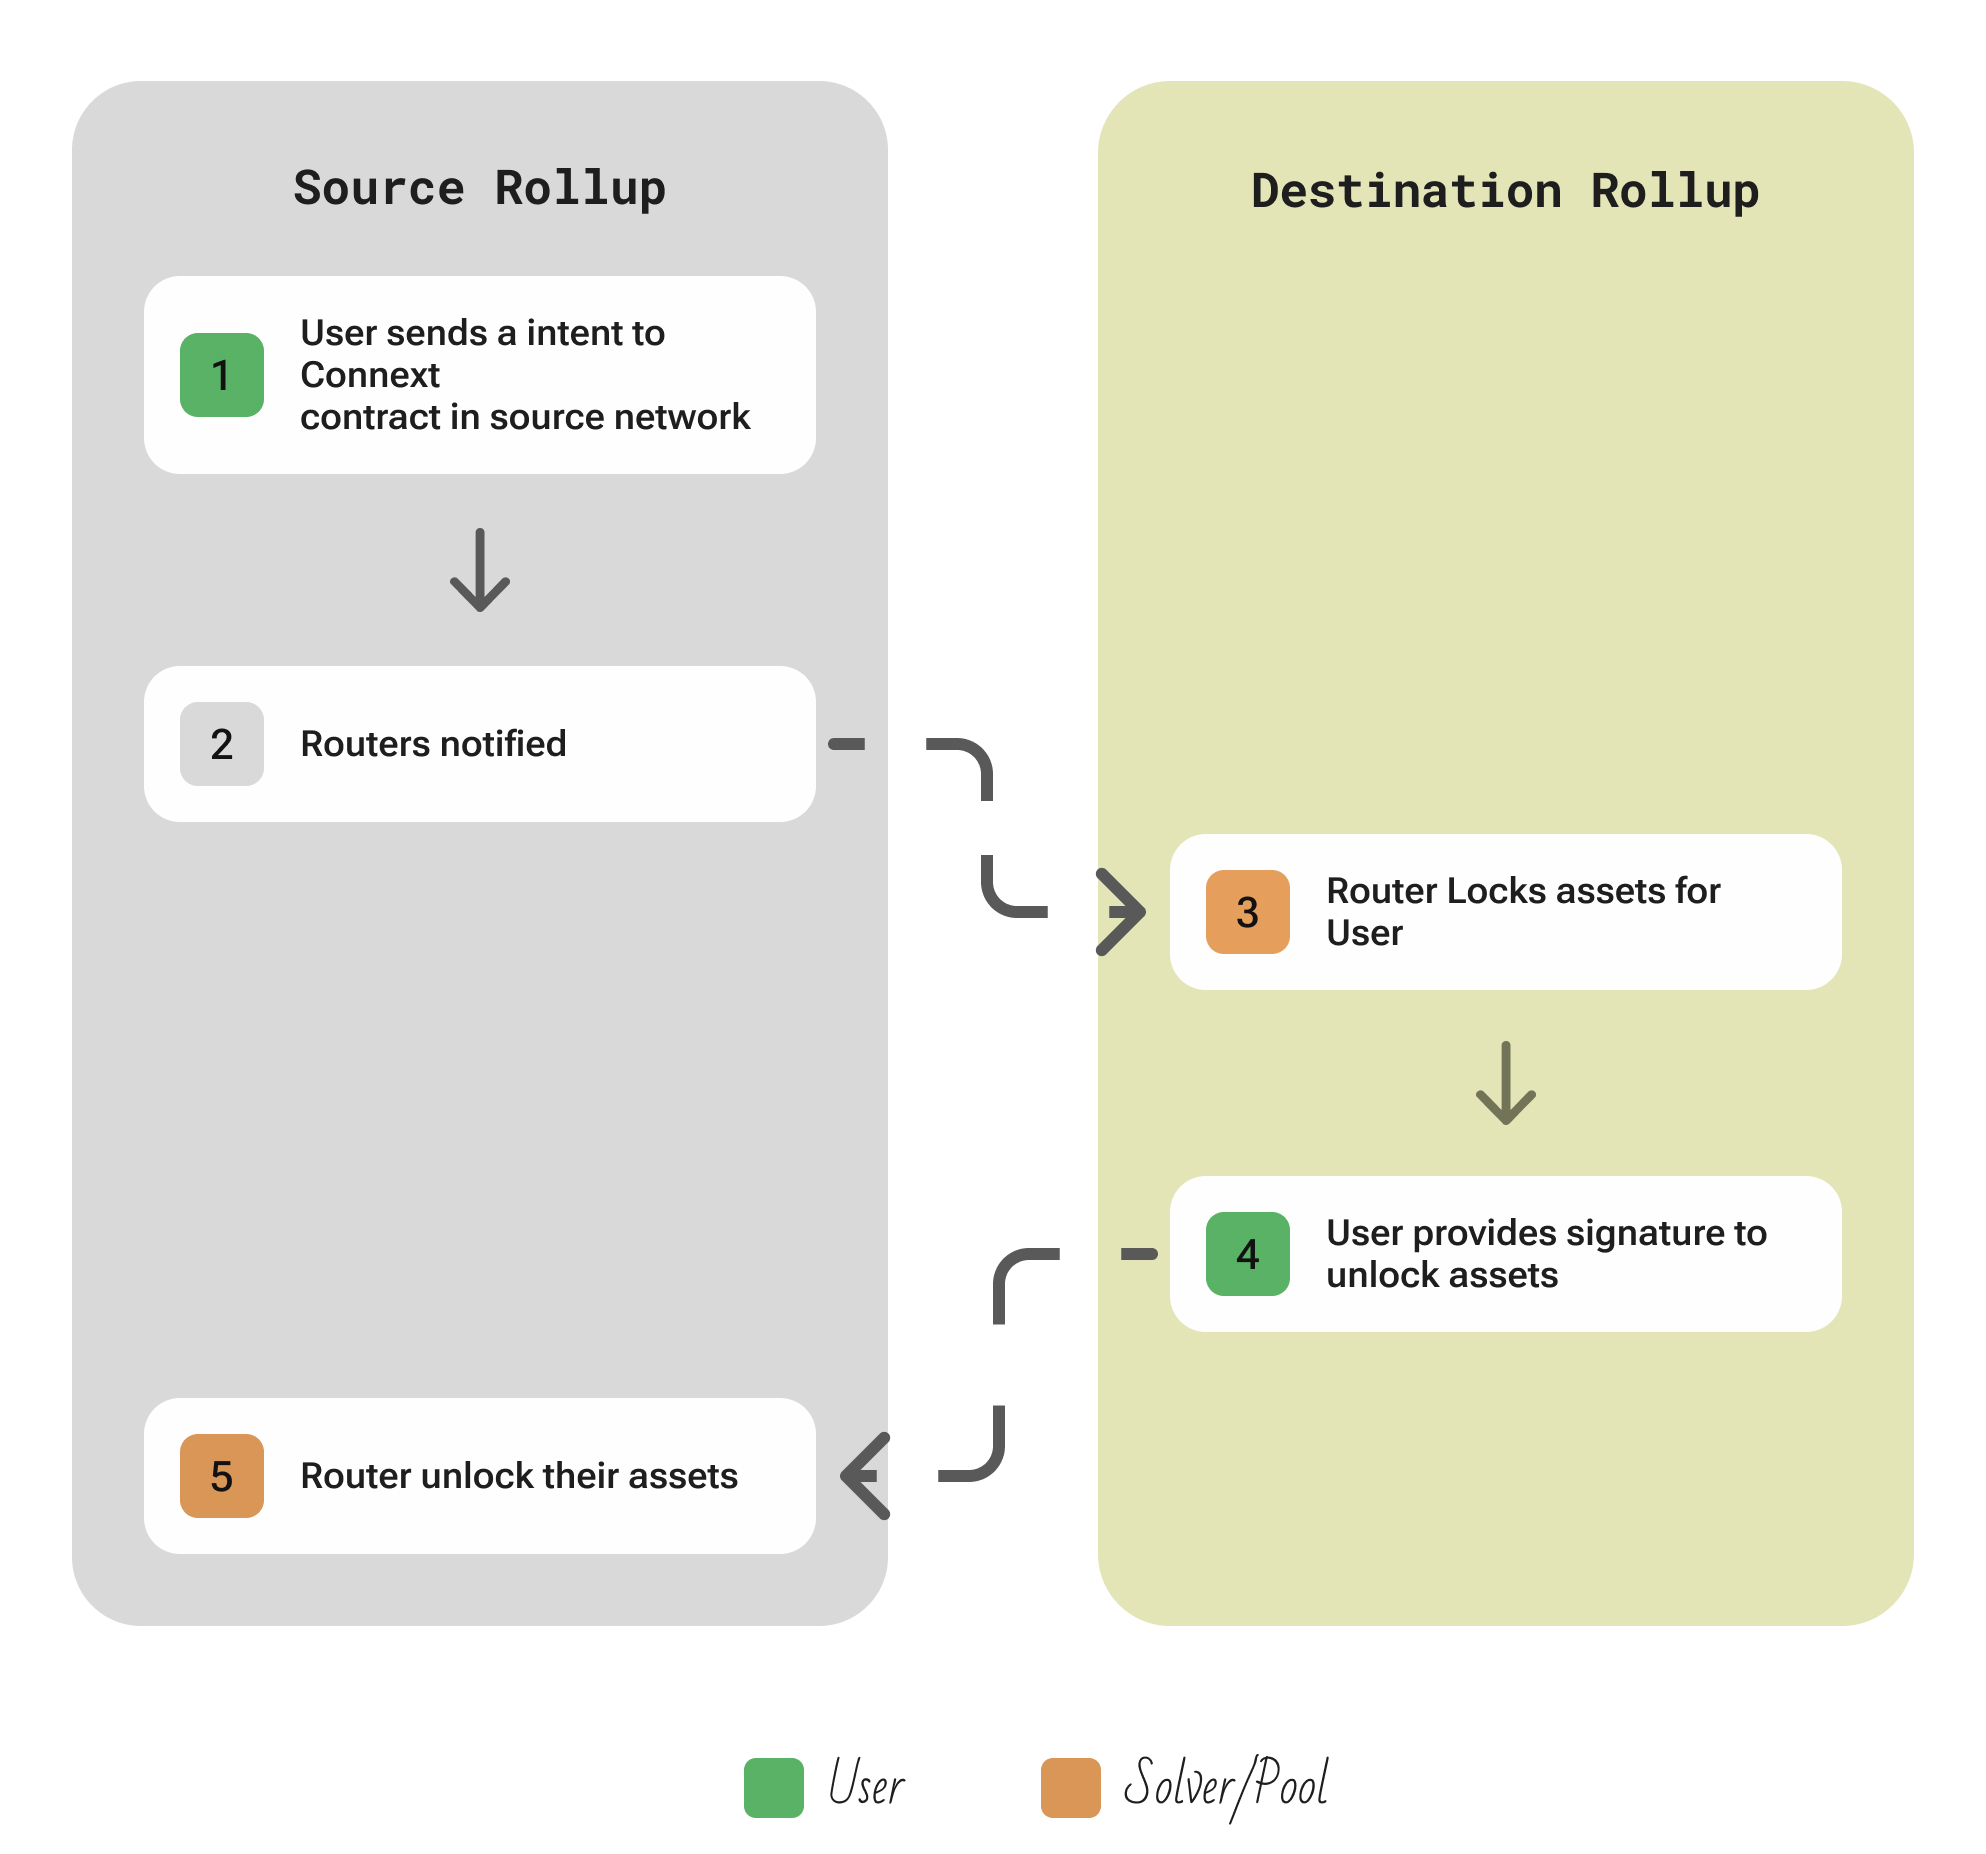 Source Rollup
1
User sends a intent to
Connext
contract in source network
2
Routers notified
5
Router unlock their assets
Destination Rollup
3
Router Locks assets for
User
4
User provides signature to
unlock assets
User
Solver/Pool